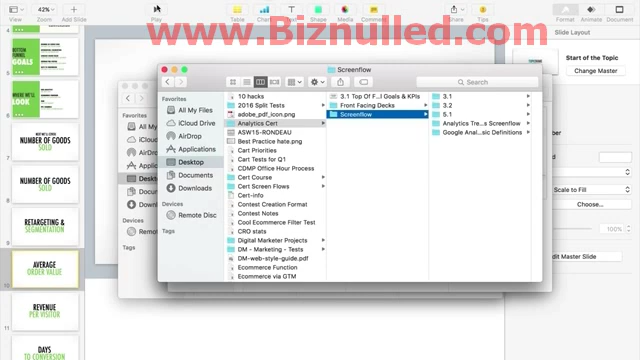 View
42%
Zoom
Add Slide
Play
Table
Chart
Text
Shape
Media
Comment
Share
Tips
Format
Animate
Document
www.Biznulled.com
Slide Layout
Start of the Topic
Change Master
Scale to Fill
Choose...
100%
Edit Master Slide
4
BOTTOM
FUNNEL
GOALS
WHERE WE'LL
LOOK
NUMBER OF GOODS
SOLD
NUMBER OF GOODS
SOLD
9
RETARGETING &
SEGMENTATION
10
AVERAGE
ORDER VALUE
11
REVENUE
PER VISITOR
12
DAYS
TO CONVERSION
Screenflow
Search
Favorites
All My Files
iCloud Drive
AirDrop
Applications
Desktop
Documents
Downloads
Devices
Remote Disc
Tags
10 hacks
2016 Split Tests
adobe_pdf_icon.png
Analytics Cert
ASW15-RONDEAU
Best Practice hate.png
Cart Priorities
Cart Tests for Q1
CDMP Office Hour Process
Cert Course
Cert Screen Flows
Cert-info
Contest Creation Format
Contest Notes
Cool Ecommerce Filter Test
CRO stats
Digital Marketer Projects
DM - Marketing - Tests
DM-web-style-guide.pdf
Ecommerce Function
Ecommerce via GTM
3.1 Top Of F...l Goals & KPIs
Front Facing Decks
Screenflow
3.1
3.2
5.1
Analytics Tre...s Screenflow
Google Anal...sic Definitions